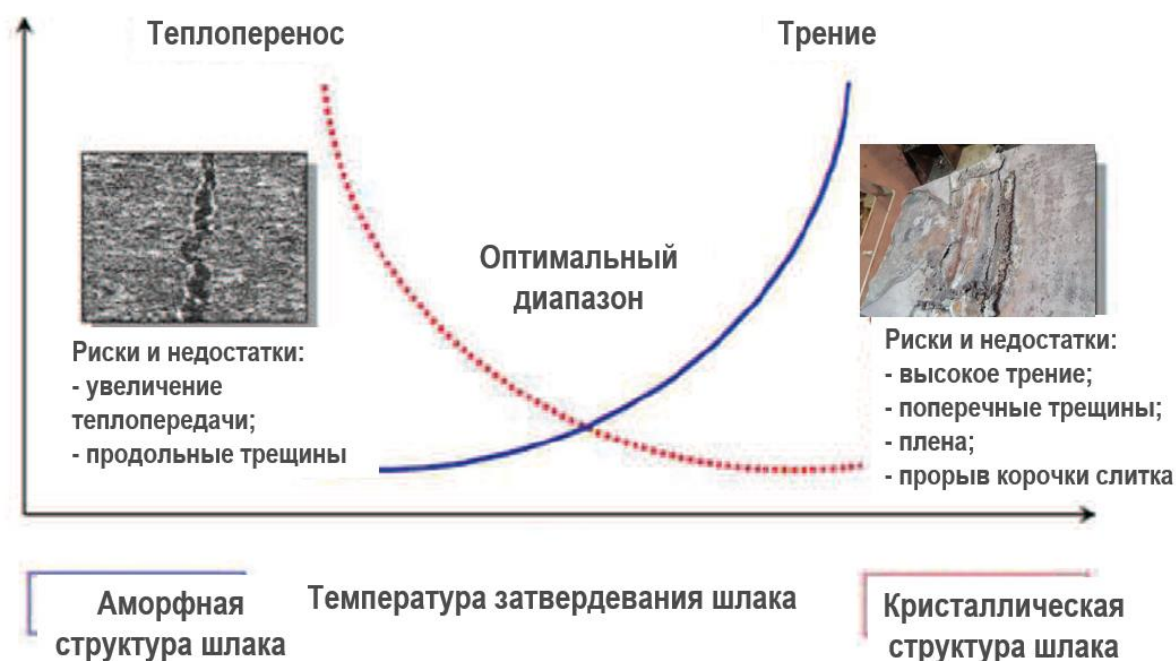 Теплоперенос
Трение
Оптимальный
диапазон
Риски и недостатки:
- увеличение
теплопередачи;
- продольные трещины
Риски и недостатки:
- высокое трение;
- поперечные трещины;
- плена;
- прорыв корочки слитка
Аморфная
структура шлака
Температура затвердевания шлака
Кристаллическая
структура шлака